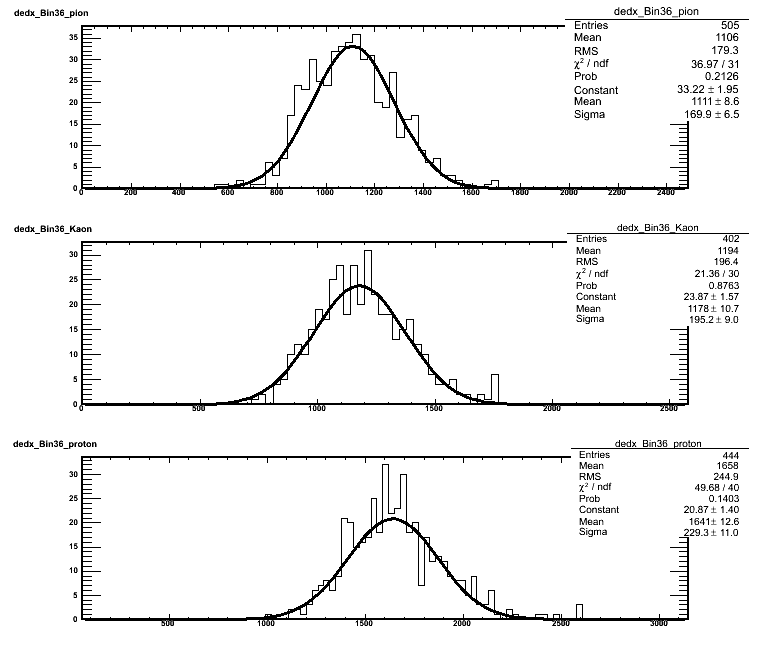 dedx_Bin36_pion
dedx_Bin36_pion
Entries 505
Mean 1106
RMS 179.3
χ² / ndf 36.97 / 31
Prob 0.2126
Constant 33.22 ± 1.95
Mean 1111 ± 8.6
Sigma 169.9 ± 6.5
35
30
25
20
15
10
5
0
0 200 400 600 800 1000 1200 1400 1600 1800 2000 2200 2400
dedx_Bin36_Kaon
dedx_Bin36_Kaon
Entries 402
Mean 1194
RMS 196.4
χ² / ndf 21.36 / 30
Prob 0.8763
Constant 23.87 ± 1.57
Mean 1178 ± 10.7
Sigma 195.2 ± 9.0
30
25
20
15
10
5
0
0 500 1000 1500 2000 2500
dedx_Bin36_proton
dedx_Bin36_proton
Entries 444
Mean 1658
RMS 244.9
χ² / ndf 49.68 / 40
Prob 0.1403
Constant 20.87 ± 1.40
Mean 1641 ± 12.6
Sigma 229.3 ± 11.0
30
25
20
15
10
5
0
500 1000 1500 2000 2500 3000